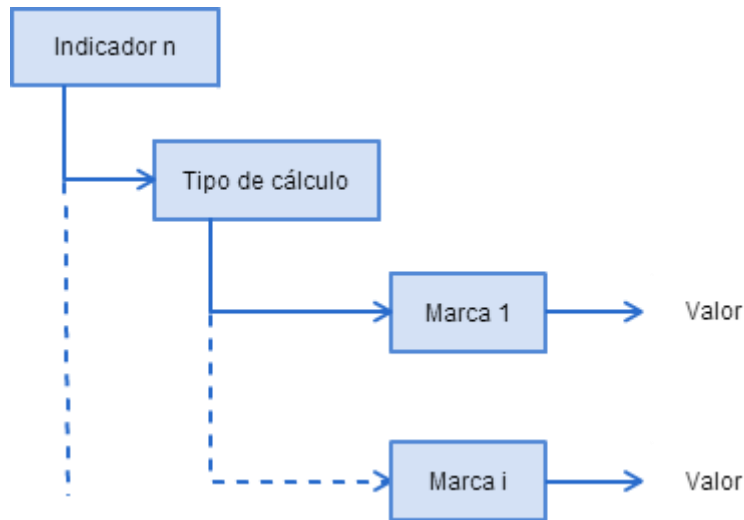 Indicador n
Tipo de cálculo
Marca 1
Valor
Marca i
Valor